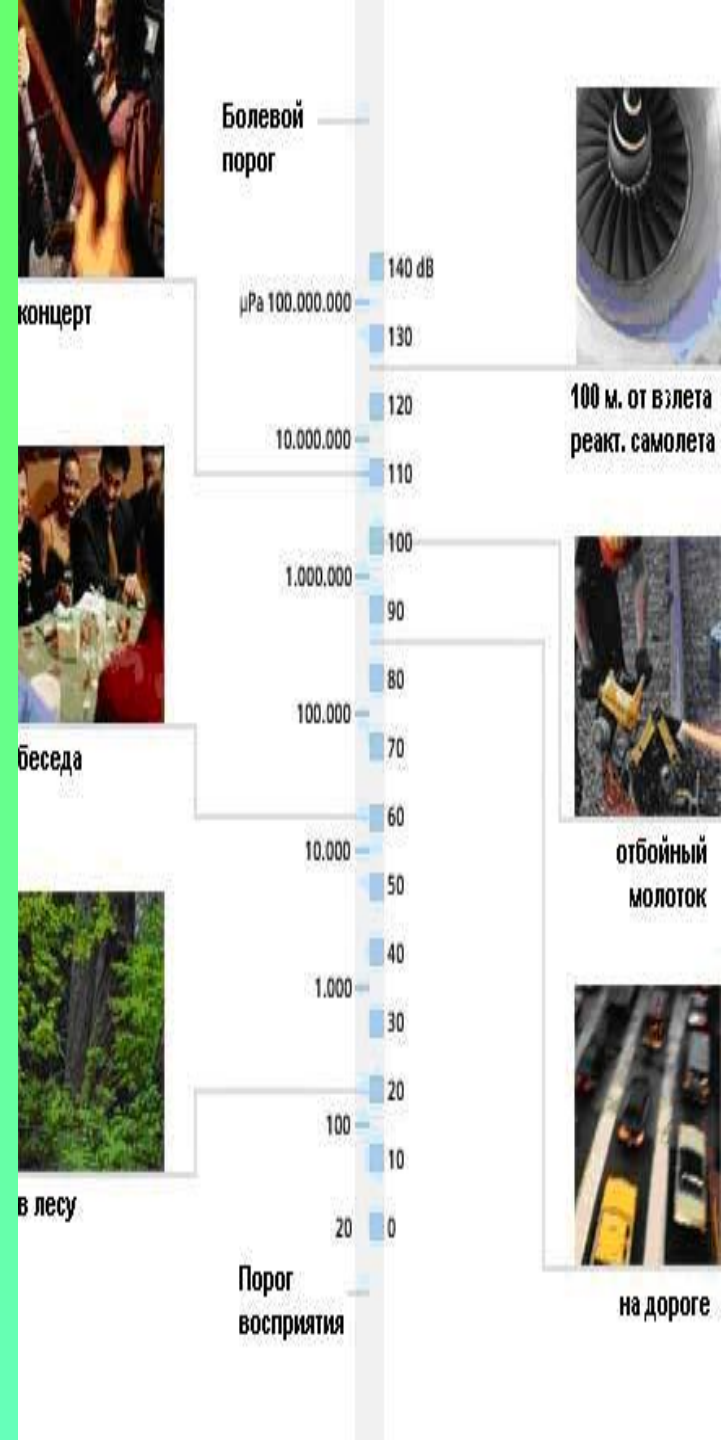 Болевой
порог
140 dB
µPa 100.000.000
концерт
130
100 м. от взлета
реакт. самолета
120
10.000.000
110
100
1.000.000
90
80
100.000
70
беседа
60
10.000
отбойный
молоток
50
40
1.000
30
20
100
10
в лесу
20
0
Порог
восприятия
на дороге